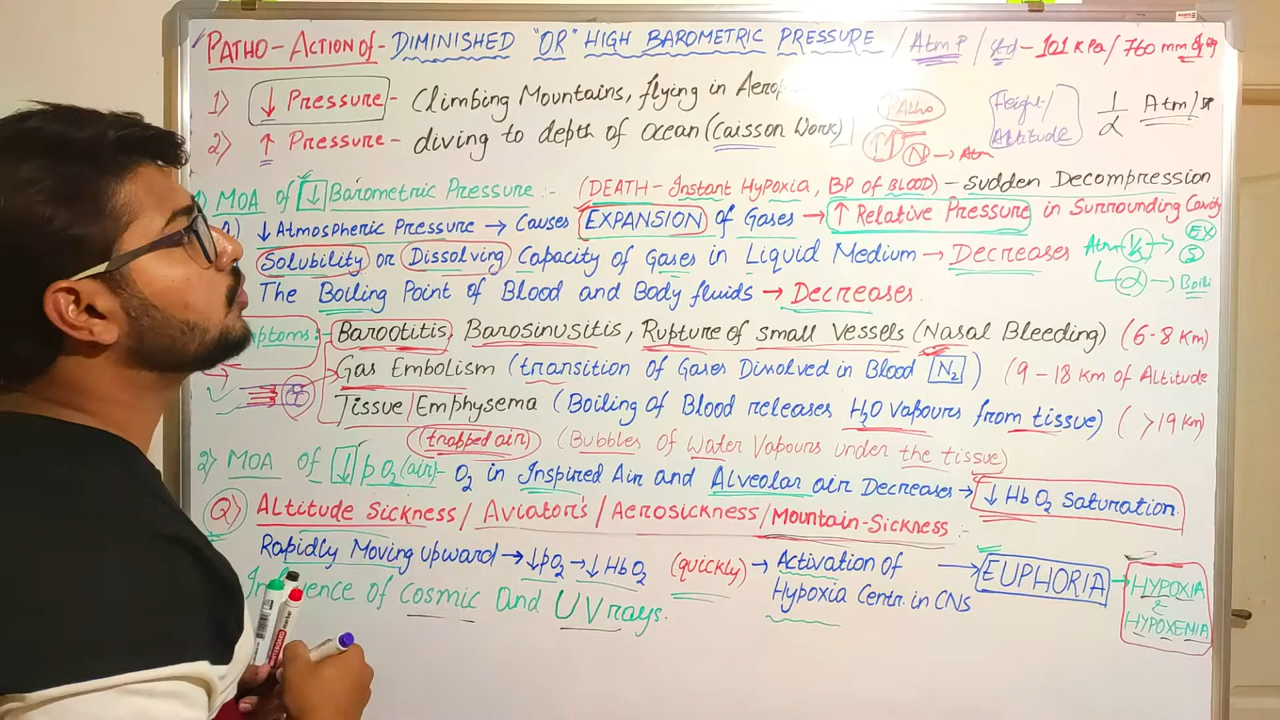 PATHO-ACTION of- DIMINISHED "OR" HIGH BAROMETRIC PRESSURE / Atm P / std - 101 KPa / 760 mm of Hg
1) ↓ Pressure - Climbing Mountains, flying in
2) ↑ Pressure - diving to depth of ocean (Caisson Work)
Patho
N →
Height/
Altitude
1/α Atm/
MOA of ↓ Barometric Pressure :- (DEATH - Instant Hypoxia, BP of BLOOD) - Sudden Decompression
↓ Atmospheric Pressure → Causes EXPANSION of Gases → ↑ Relative Pressure in Surrounding Cavity
Solubility or Dissolving Capacity of Gases in Liquid Medium → Decreases
The Boiling Point of Blood and Body fluids → Decreases.
Atm 1/α → EX
S
α → Boili
ptoms :- Barootitis, Barosinusitis, Rupture of small Vessels (Nasal Bleeding) (6-8 Km)
Gas Embolism (transition of Gases Dissolved in Blood N2) (9-18 Km of Altitude
Tissue/Emphysema (Boiling of Blood releases H2O Vapours from tissue) ( >19 Km)
(trapped air) (Bubbles of Water Vapours under the tissue)
2) MOA of ↓ pO2 (air)- O2 in Inspired Air and Alveolar air Decreases → ↓ HbO2 Saturation.
Q) Altitude Sickness / Aviator's / Aerosickness / Mountain-Sickness :-
Rapidly Moving upward → ↓pO2 → ↓HbO2 (quickly) → Activation of Hypoxia Centr. in CNS → EUPHORIA → HYPOXIA & HYPOXEMIA
ence of cosmic and UV rays.